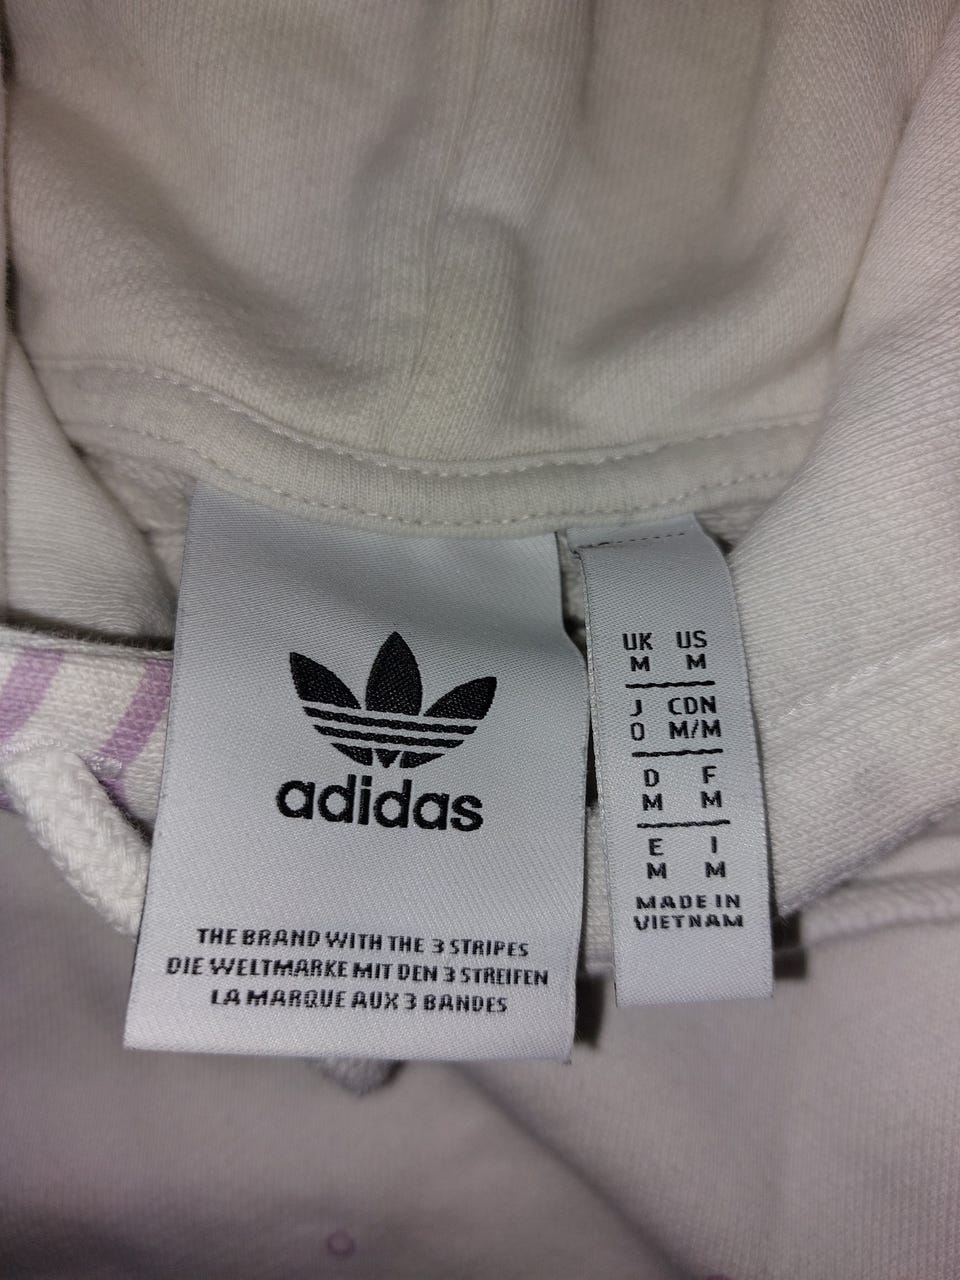 adidas
THE BRAND WITH THE 3 STRIPES
DIE WELTMARKE MIT DEN 3 STREIFEN
LA MARQUE AUX 3 BANDES
UK US
M M
J CDN
O M/M
D F
M M
E I
M M
MADE IN
VIETNAM